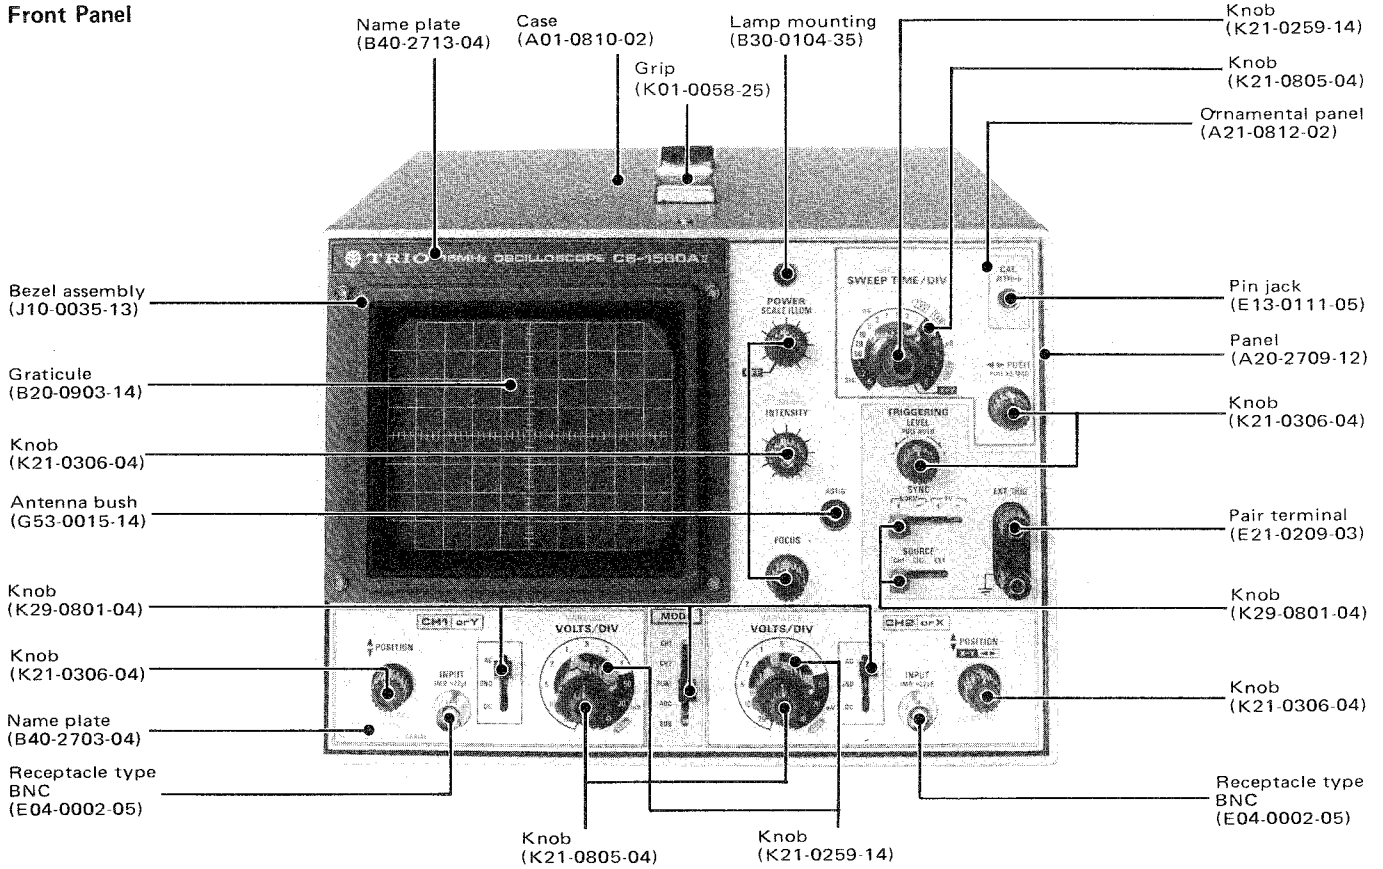 Front Panel
Name plate
(B40-2713-04)
Case
(A01-0810-02)
Grip
(K01-0058-25)
Lamp mounting
(B30-0104-35)
Knob
(K21-0259-14)
Knob
(K21-0805-04)
Ornamental panel
(A21-0812-02)
Bezel assembly
(J10-0035-13)
Graticule
(B20-0903-14)
Knob
(K21-0306-04)
Antenna bush
(G53-0015-14)
Knob
(K29-0801-04)
Knob
(K21-0306-04)
Name plate
(B40-2703-04)
Receptacle type
BNC
(E04-0002-05)
TRIO OSCILLOSCOPE
POWER
SCALE ILLUM
INTENSITY
ASTIG
FOCUS
SWEEP TIME/DIV
CAL
TRIGGERING
LEVEL
SYNC
NORM
SOURCE
CH1 CH2 EXT
EXT TRIG
CH1 or Y
POSITION
INPUT
AC
GND
DC
VOLTS/DIV
VOLTS/DIV
CH2 or X
AC
GND
DC
INPUT
POSITION
X-Y
Pin jack
(E13-0111-05)
Panel
(A20-2709-12)
Knob
(K21-0306-04)
Pair terminal
(E21-0209-03)
Knob
(K29-0801-04)
Knob
(K21-0306-04)
Receptacle type
BNC
(E04-0002-05)
Knob
(K21-0805-04)
Knob
(K21-0259-14)